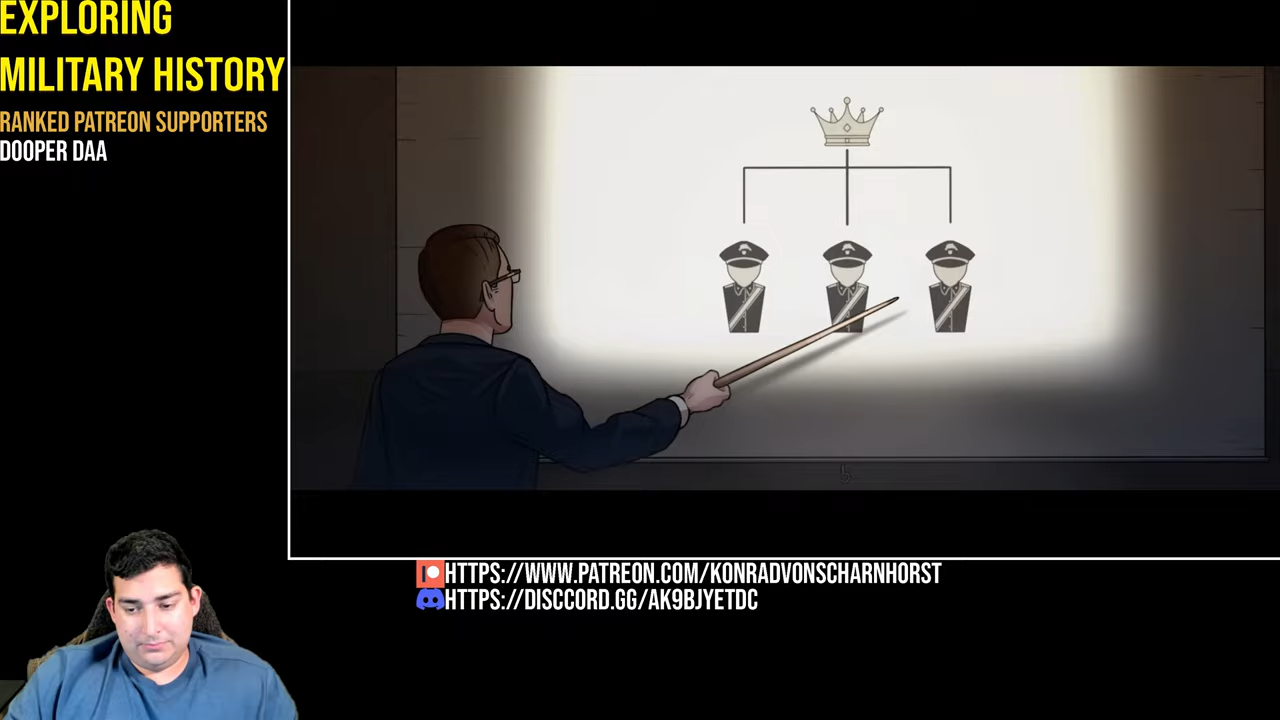 EXPLORING
MILITARY HISTORY
RANKED PATREON SUPPORTERS
DOOPER DAA
HTTPS://WWW.PATREON.COM/KONRADVONSCHARNHORST
HTTPS://DISCCORD.GG/AK9BJYETDC